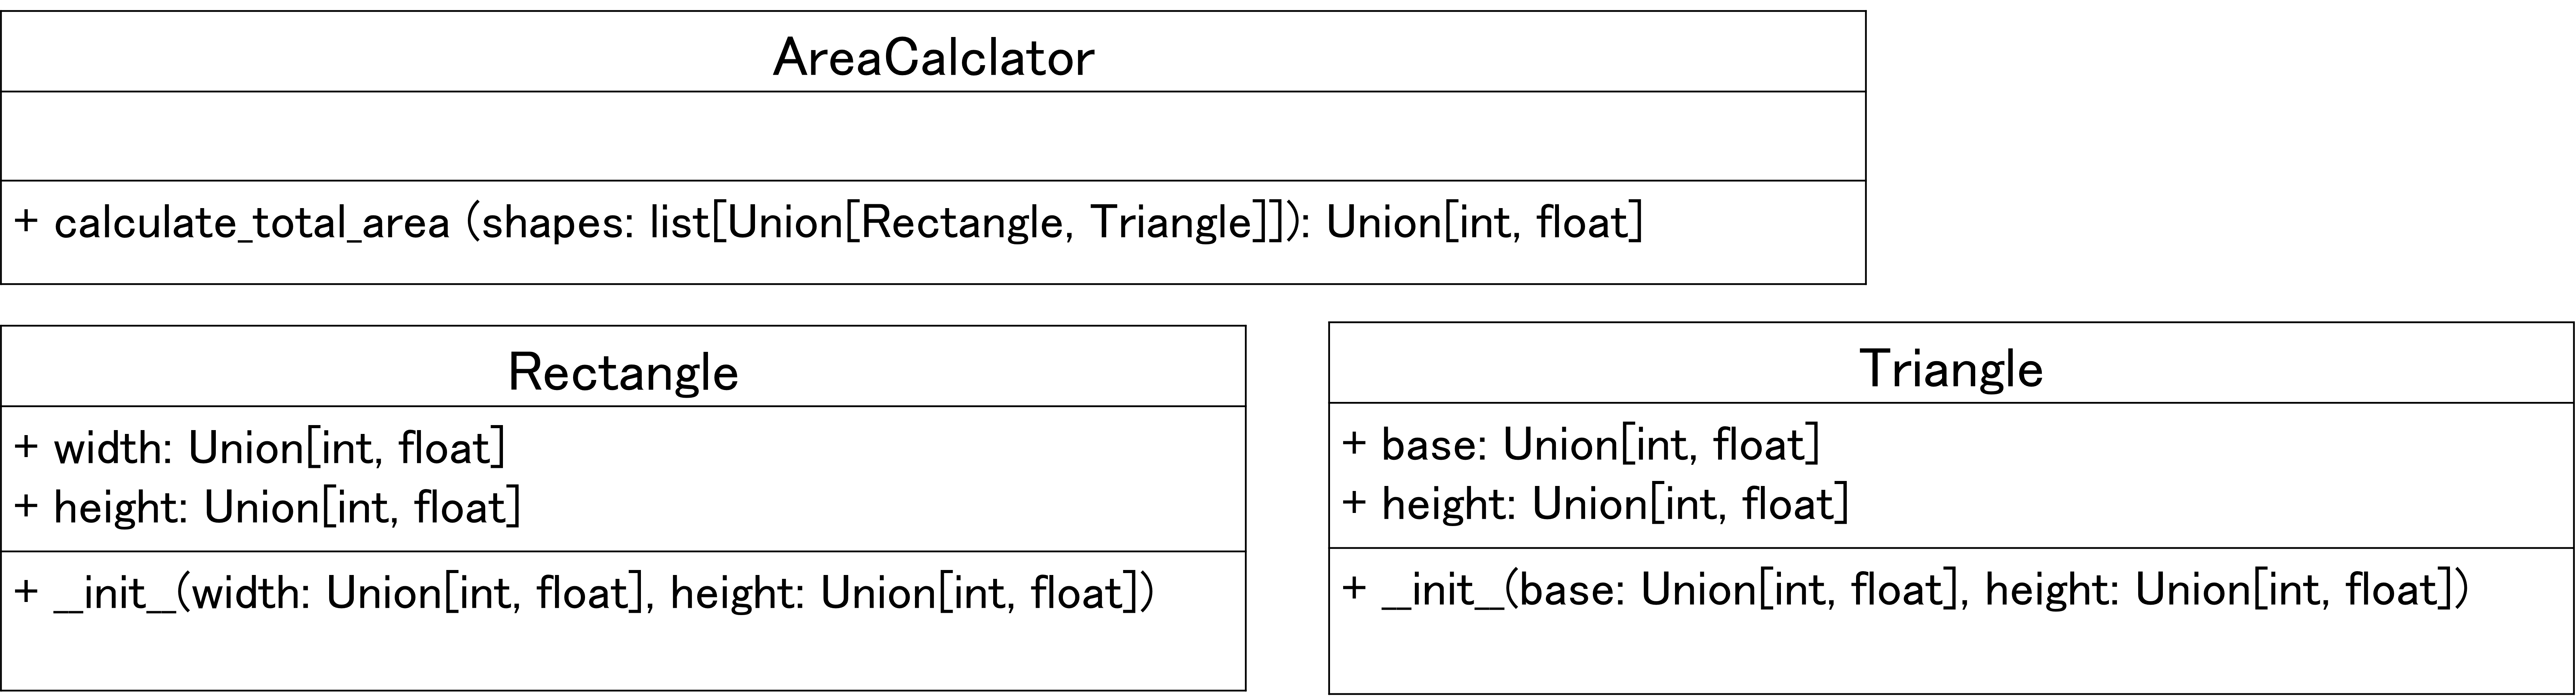 AreaCalclator
+ calculate_total_area (shapes: list[Union[Rectangle, Triangle]]): Union[int, float]
Rectangle
+ width: Union[int, float]
+ height: Union[int, float]
+ __init__(width: Union[int, float], height: Union[int, float])
Triangle
+ base: Union[int, float]
+ height: Union[int, float]
+ __init__(base: Union[int, float], height: Union[int, float])